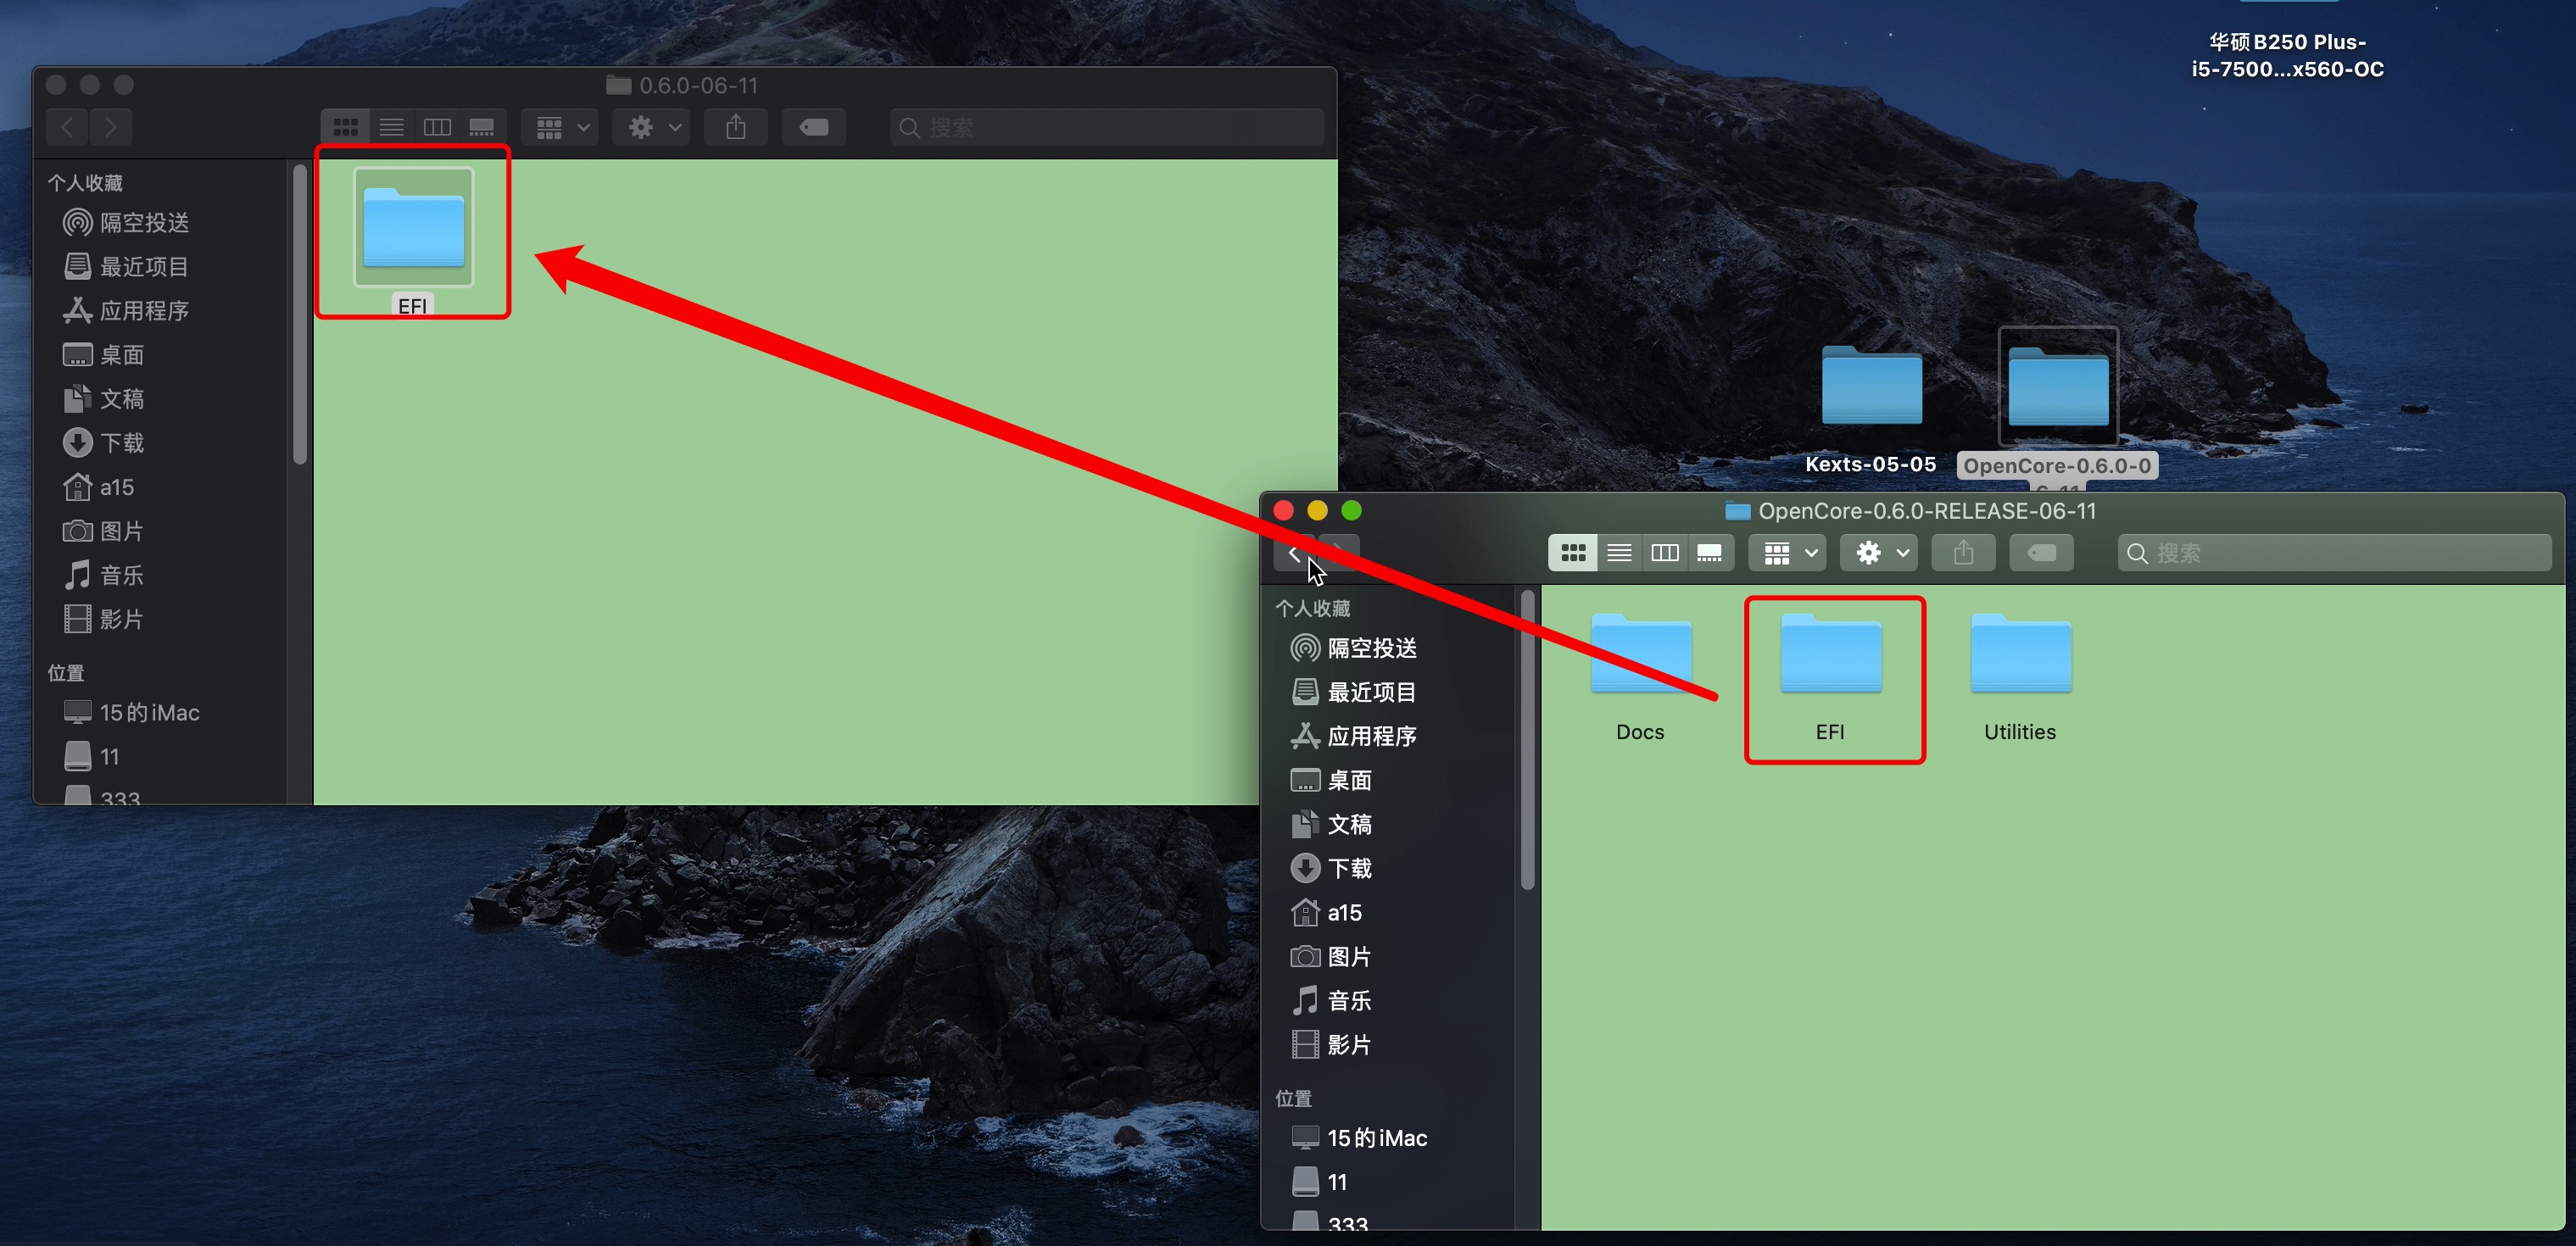 华硕B250 Plus-
i5-7500...x560-OC
0.6.0-06-11
搜索
个人收藏
隔空投送
最近项目
应用程序
桌面
文稿
下载
a15
图片
音乐
影片
位置
15的iMac
11
333
EFI
Kexts-05-05
OpenCore-0.6.0-0
6-11
OpenCore-0.6.0-RELEASE-06-11
搜索
个人收藏
隔空投送
最近项目
应用程序
桌面
文稿
下载
a15
图片
音乐
影片
位置
15的iMac
11
333
Docs
EFI
Utilities